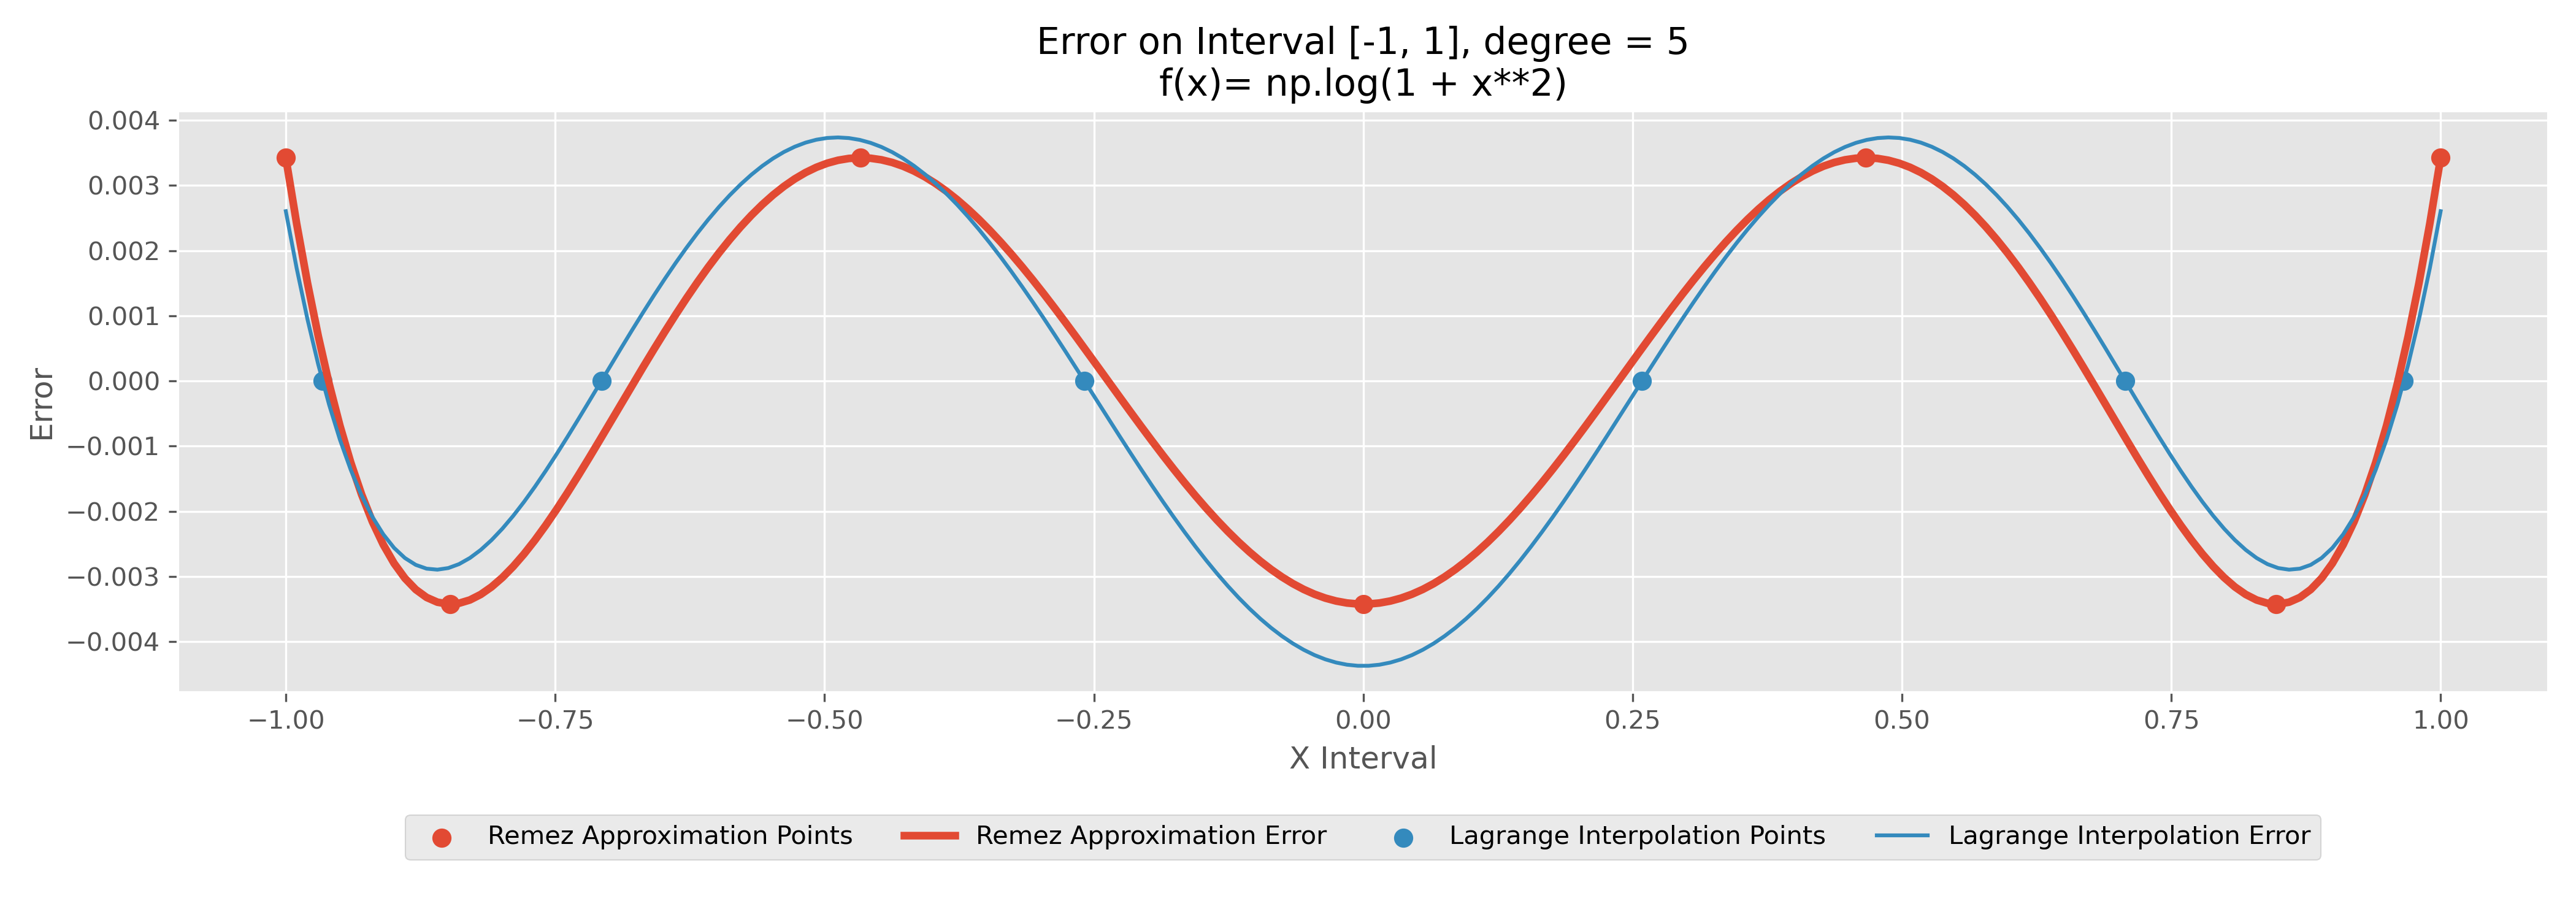 Error on Interval [-1, 1], degree = 5
f(x)= np.log(1 + x**2)
0.004
0.003
0.002
0.001
0.000
−0.001
−0.002
−0.003
−0.004
Error
−1.00 −0.75 −0.50 −0.25 0.00 0.25 0.50 0.75 1.00
X Interval
Remez Approximation Points Remez Approximation Error Lagrange Interpolation Points Lagrange Interpolation Error